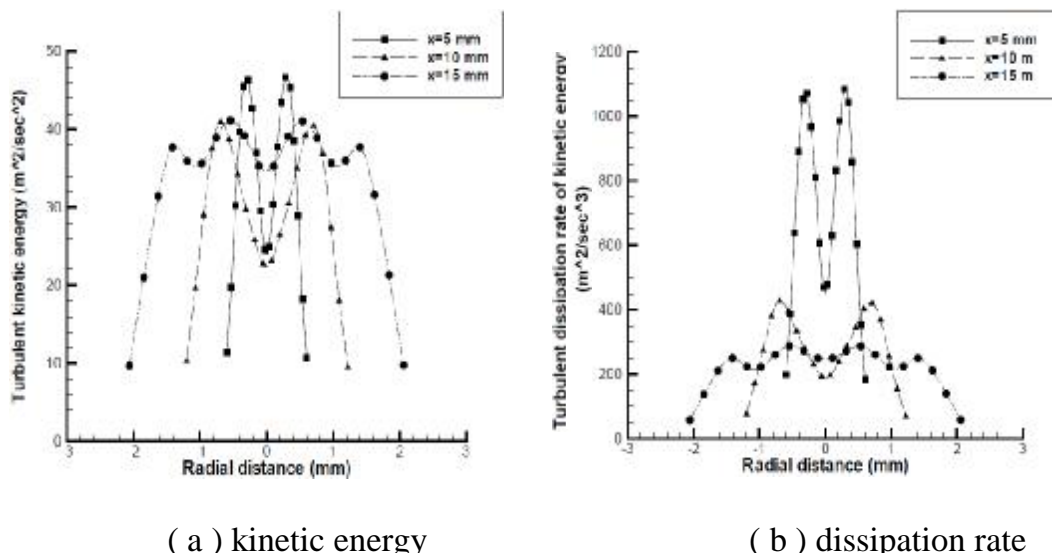 x=5 mm
x=10 mm
x=15 mm
50
40
30
20
10
0
Turbulent kinetic energy (m^2/sec^2)
3 2 1 0 1 2 3
Radial distance (mm)
x=5 mm
x=10 m
x=15 m
1200
1000
800
600
400
200
0
Turbulent dissipation rate of kinetic energy
(m^2/sec^3)
-3 -2 -1 0 1 2 3
Radial distance (mm)
( a ) kinetic energy
( b ) dissipation rate